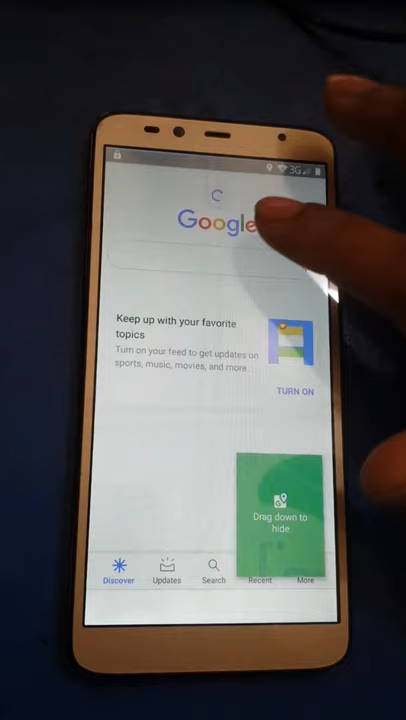 3G
Google
Keep up with your favorite
topics
Turn on your feed to get updates on
sports, music, movies, and more.
TURN ON
Drag down to
hide
Discover
Updates
Search
Recent
More